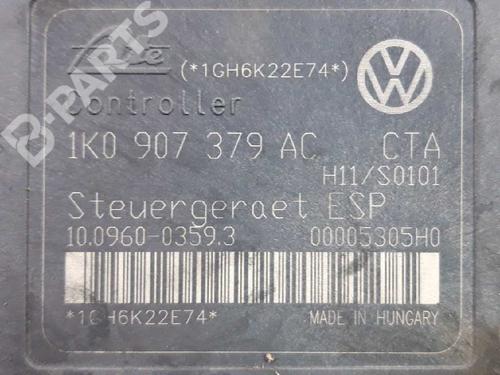 B-PARTS
Ate (*1GH6K22E74*)
Controller
1K0 907 379 AC CTA
H11/S0101
Steuergeraet ESP
10.0960-0359.3 00005305H0
*1GH6K22E74* MADE IN HUNGARY